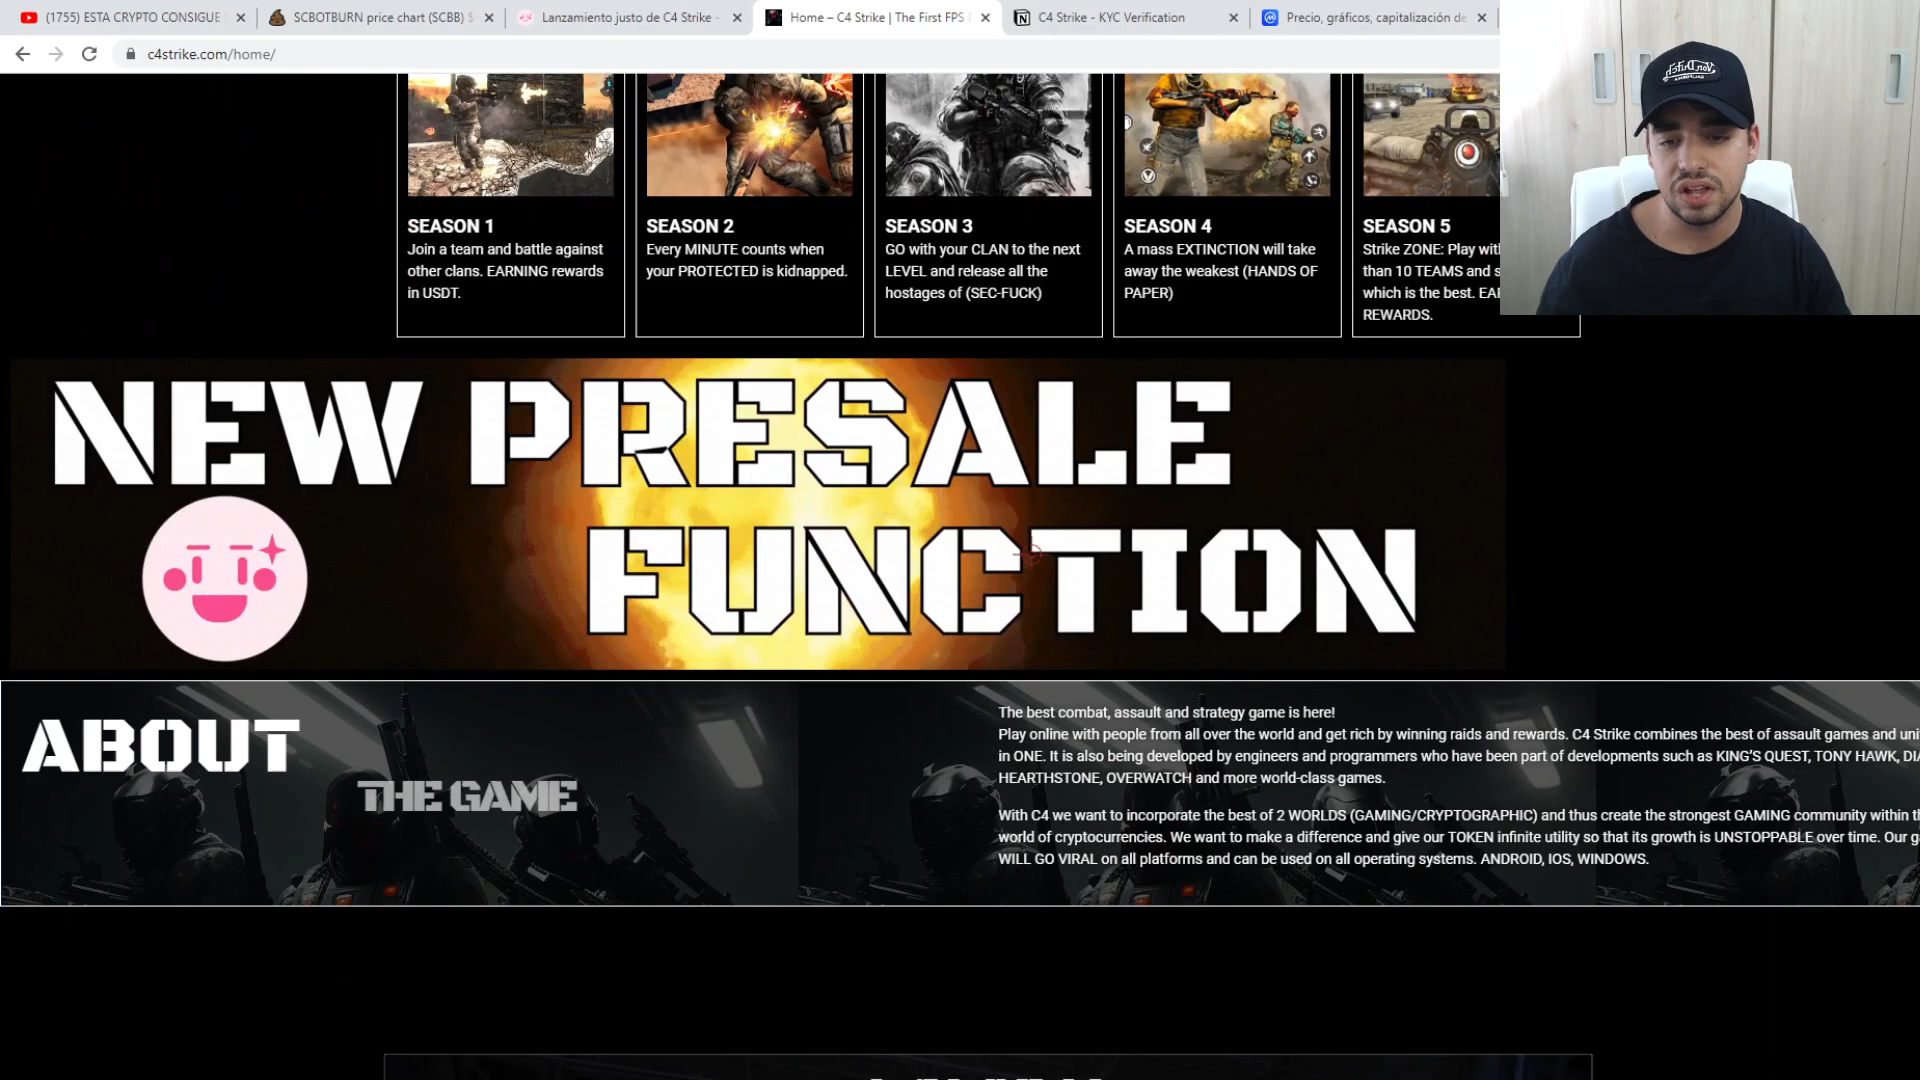 (1755) ESTA CRYPTO CONSIGUE
SCBOTBURN price chart (SCBB)
Lanzamiento justo de C4 Strike -
Home – C4 Strike | The First FPS
C4 Strike - KYC Verification
Precio, gráficos, capitalización de
c4strike.com/home/
SEASON 1
Join a team and battle against
other clans. EARNING rewards
in USDT.
SEASON 2
Every MINUTE counts when
your PROTECTED is kidnapped.
SEASON 3
GO with your CLAN to the next
LEVEL and release all the
hostages of (SEC-FUCK)
SEASON 4
A mass EXTINCTION will take
away the weakest (HANDS OF
PAPER)
SEASON 5
Strike ZONE: Play wit
than 10 TEAMS and s
which is the best. EA
REWARDS.
NEW PRESALE
FUNCTION
ABOUT
THE GAME
The best combat, assault and strategy game is here!
Play online with people from all over the world and get rich by winning raids and rewards. C4 Strike combines the best of assault games and uni
in ONE. It is also being developed by engineers and programmers who have been part of developments such as KING'S QUEST, TONY HAWK, DIA
HEARTHSTONE, OVERWATCH and more world-class games.
With C4 we want to incorporate the best of 2 WORLDS (GAMING/CRYPTOGRAPHIC) and thus create the strongest GAMING community within th
world of cryptocurrencies. We want to make a difference and give our TOKEN infinite utility so that its growth is UNSTOPPABLE over time. Our ga
WILL GO VIRAL on all platforms and can be used on all operating systems. ANDROID, IOS, WINDOWS.